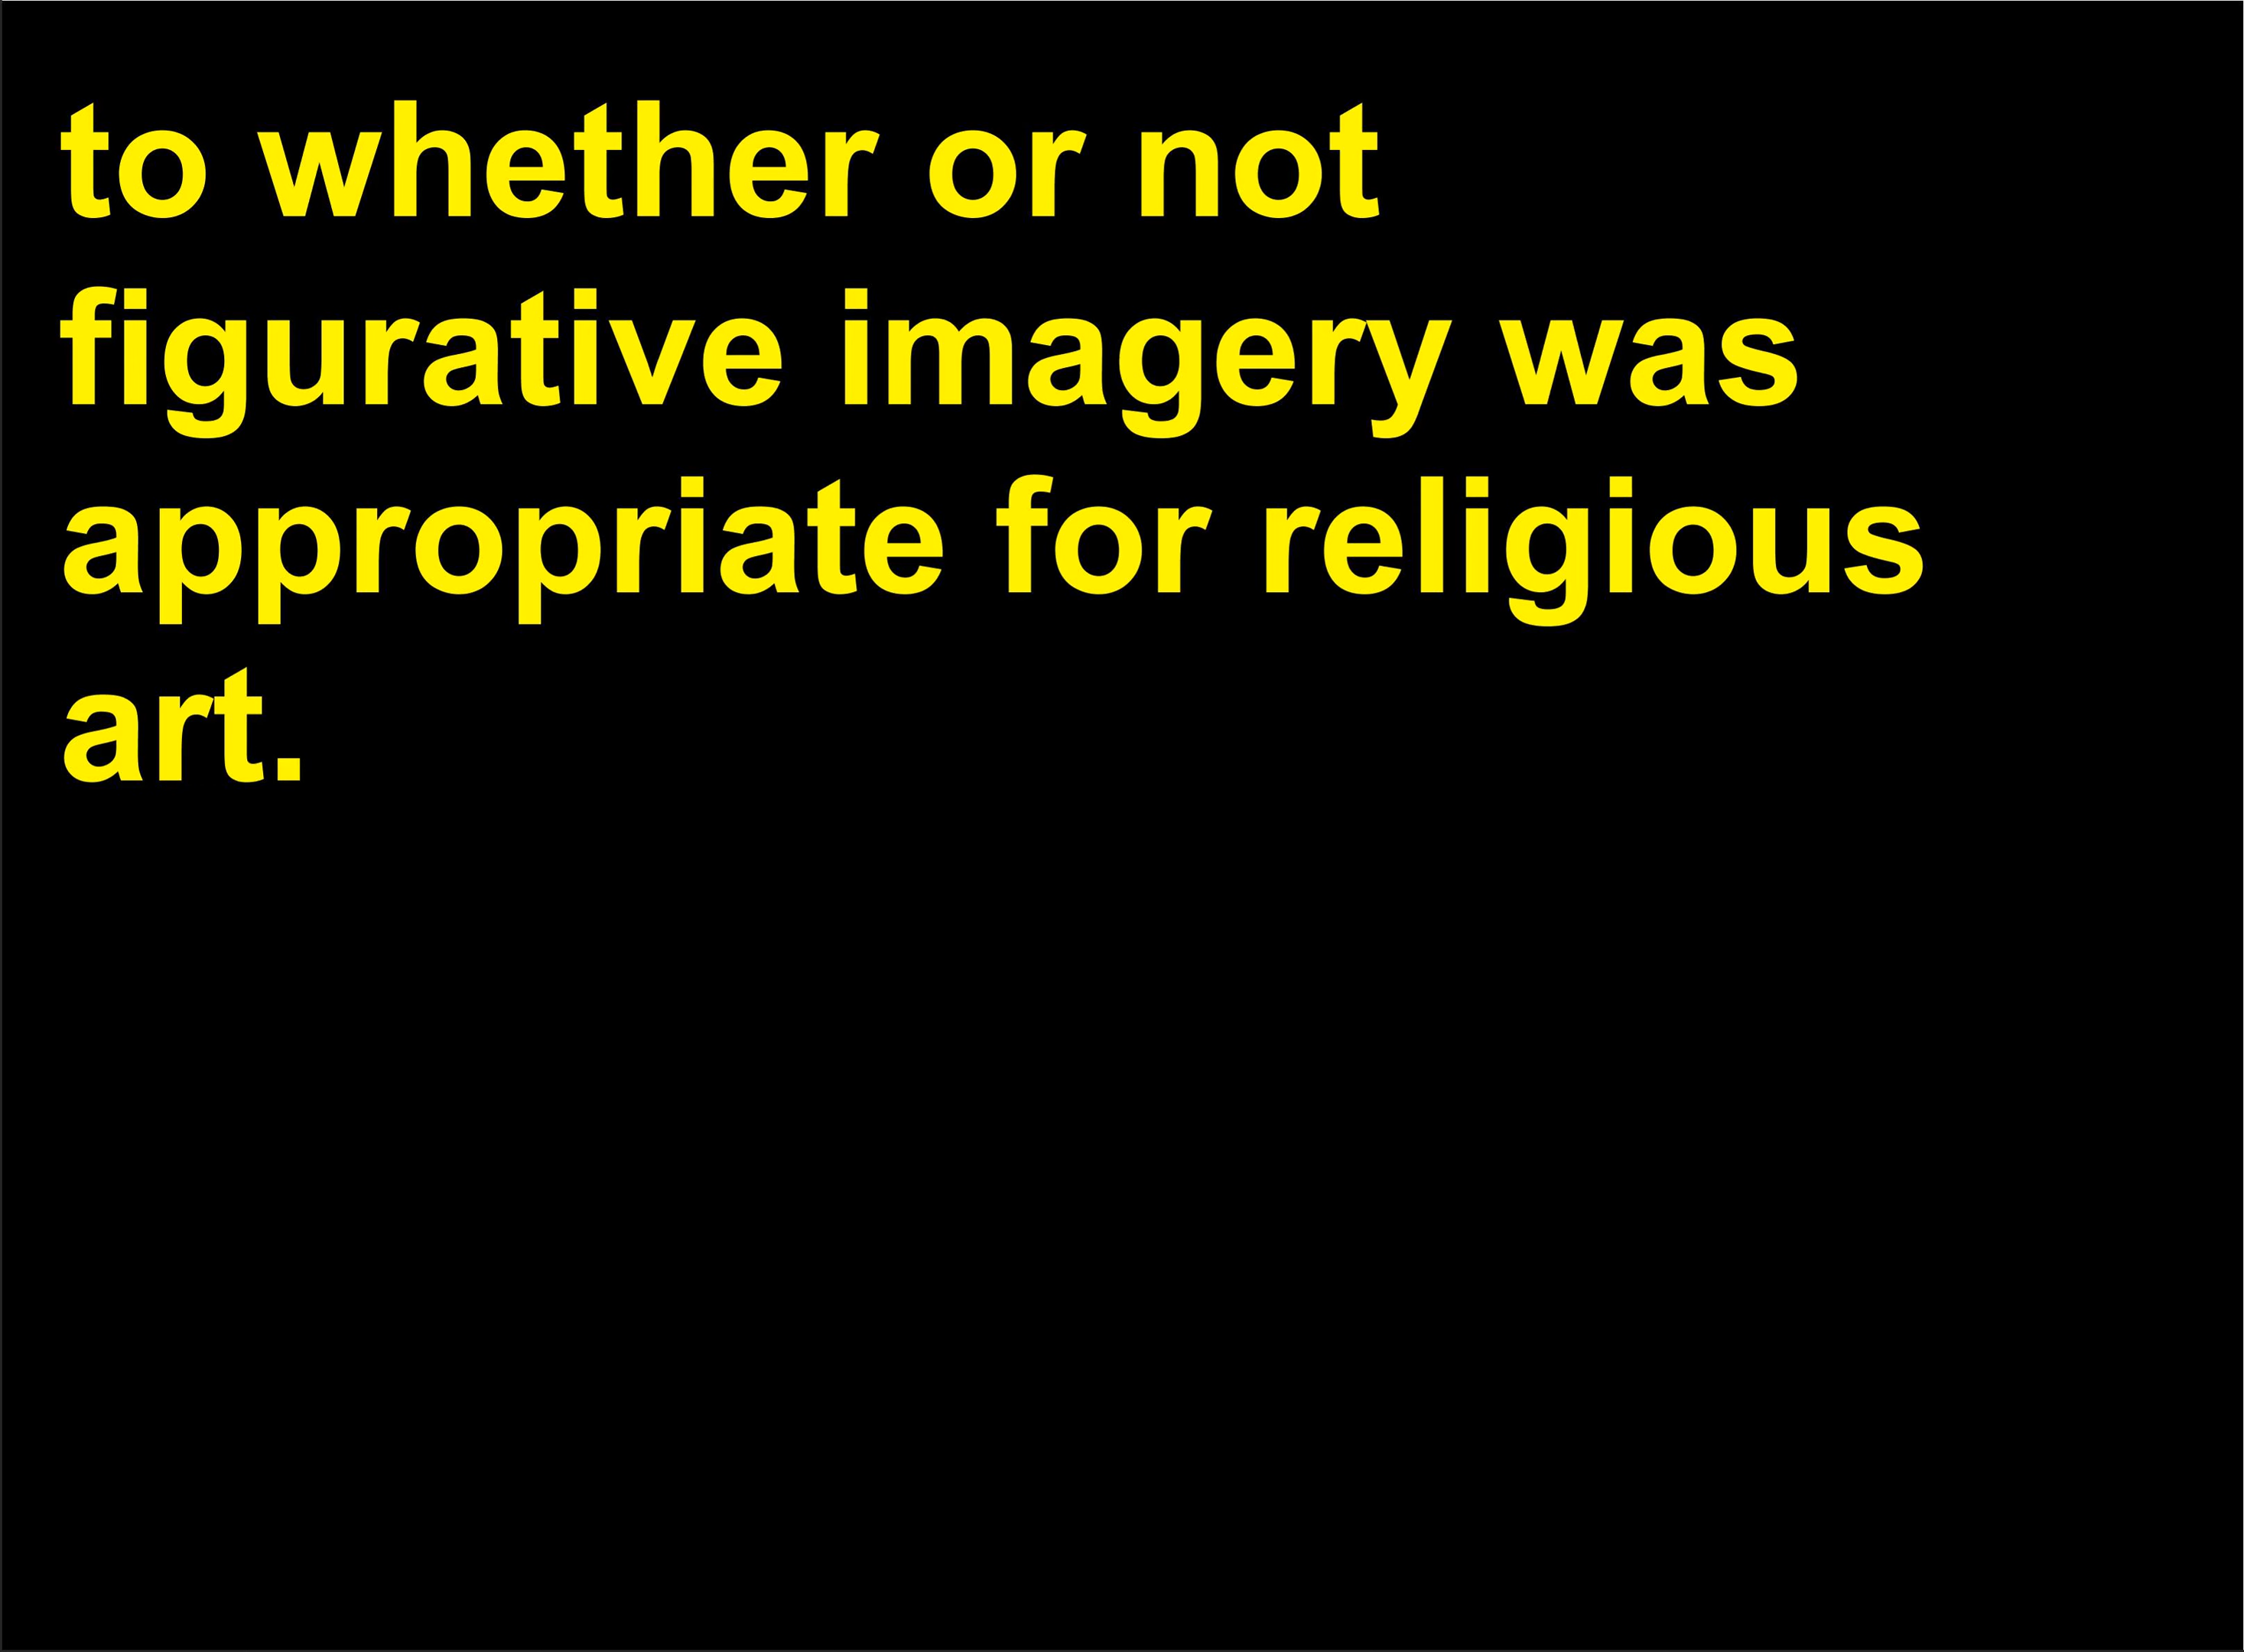 to whether or not
figurative imagery was
appropriate for religious
art.